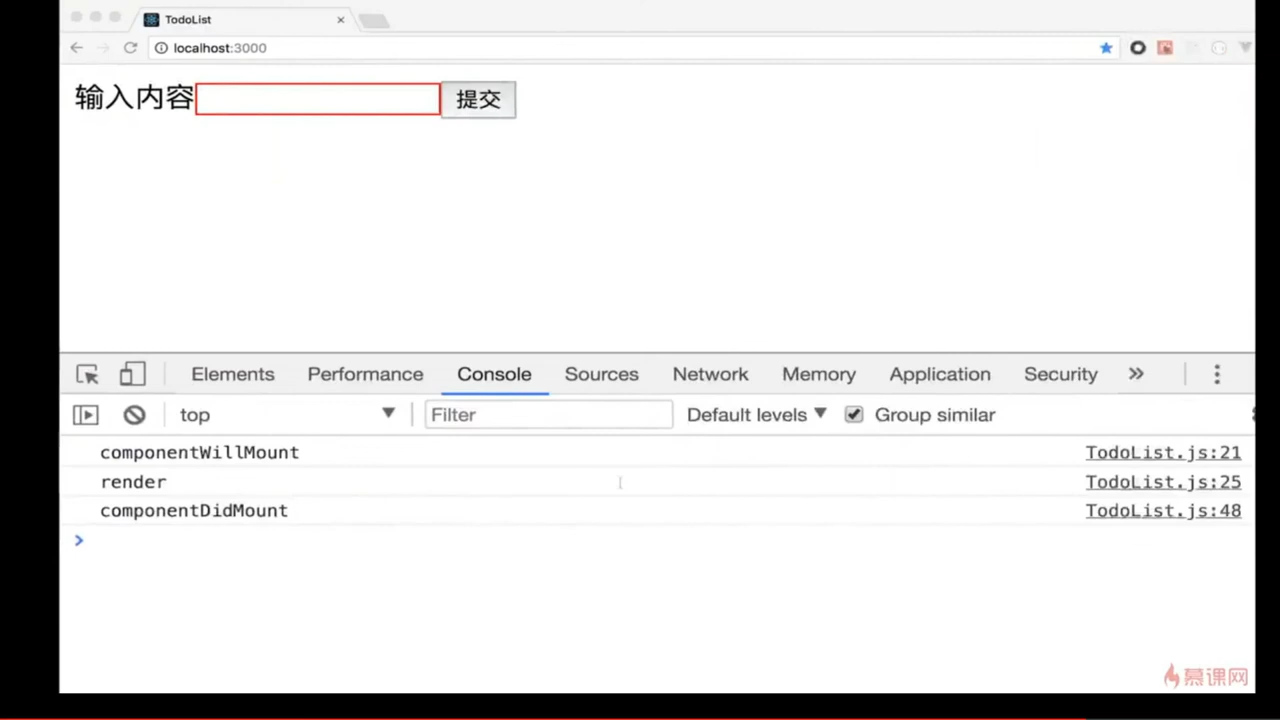 TodoList
localhost:3000
输入内容 提交
Elements Performance Console Sources Network Memory Application Security
top Filter Default levels Group similar
componentWillMount TodoList.js:21
render TodoList.js:25
componentDidMount TodoList.js:48
慕课网